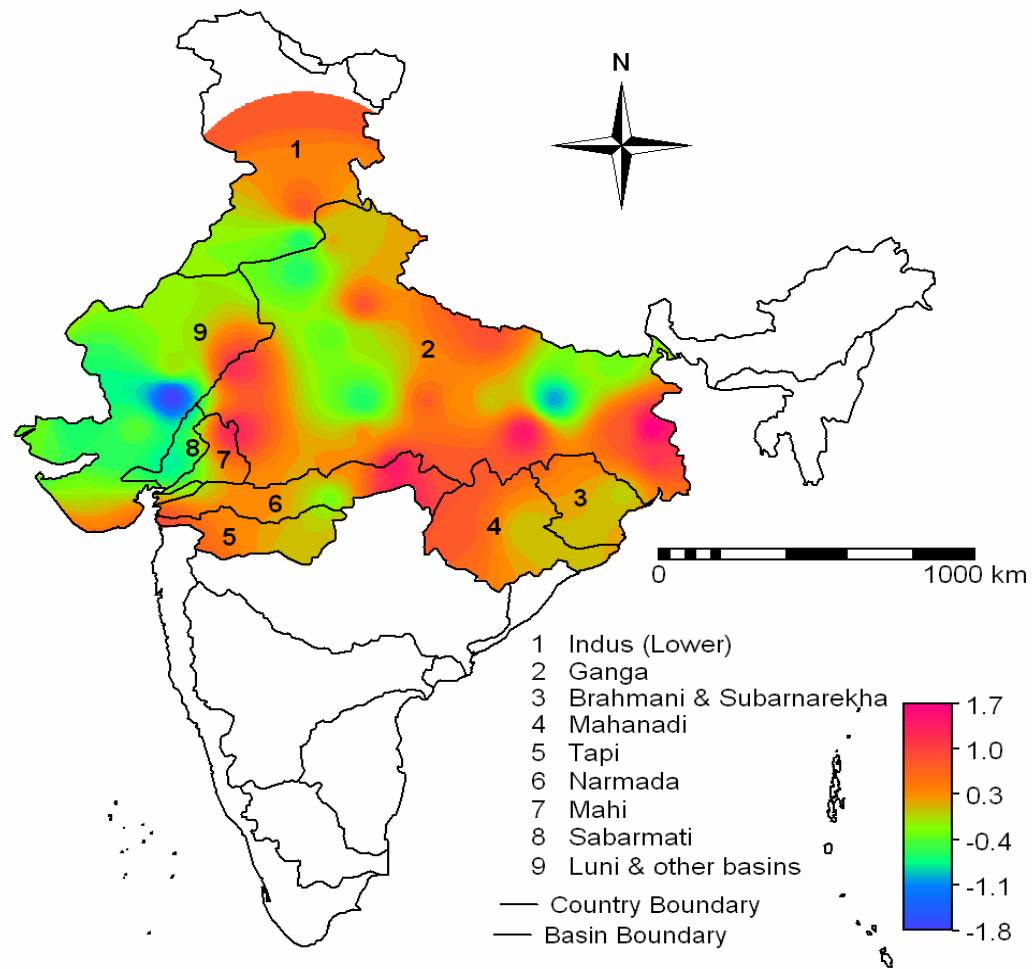 N
1
9
2
8
7
6
3
5
4
0 1000 km
1 Indus (Lower)
2 Ganga
3 Brahmani & Subarnarekha
4 Mahanadi
5 Tapi
6 Narmada
7 Mahi
8 Sabarmati
9 Luni & other basins
Country Boundary
Basin Boundary
1.7
1.0
0.3
-0.4
-1.1
-1.8